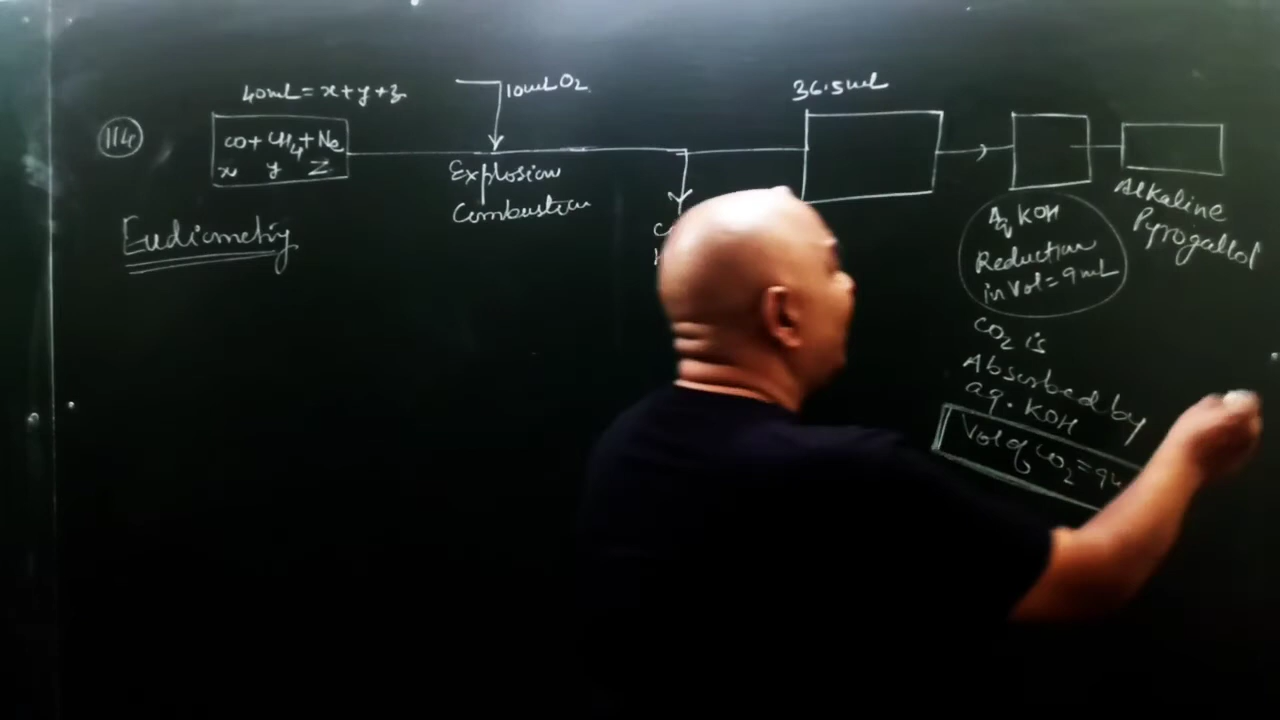 40mL = x+y+z
10mL O2
36.5mL
114
CO + CH4 + Ne
x y z
Explosion
Combustion
Eudiometry
Aq KOH
Reduction
in Vol = 9mL
Alkaline
Pyrogallol
CO2 is
Absorbed by
aq. KOH
Vol of CO2 = 9